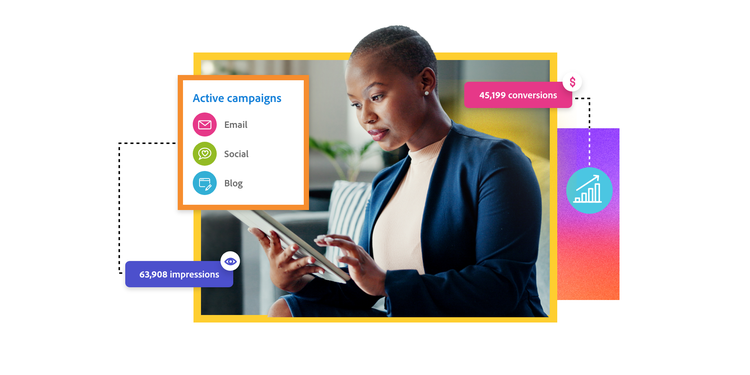 Active campaigns
Email
Social
Blog
45,199 conversions
$
63,908 impressions